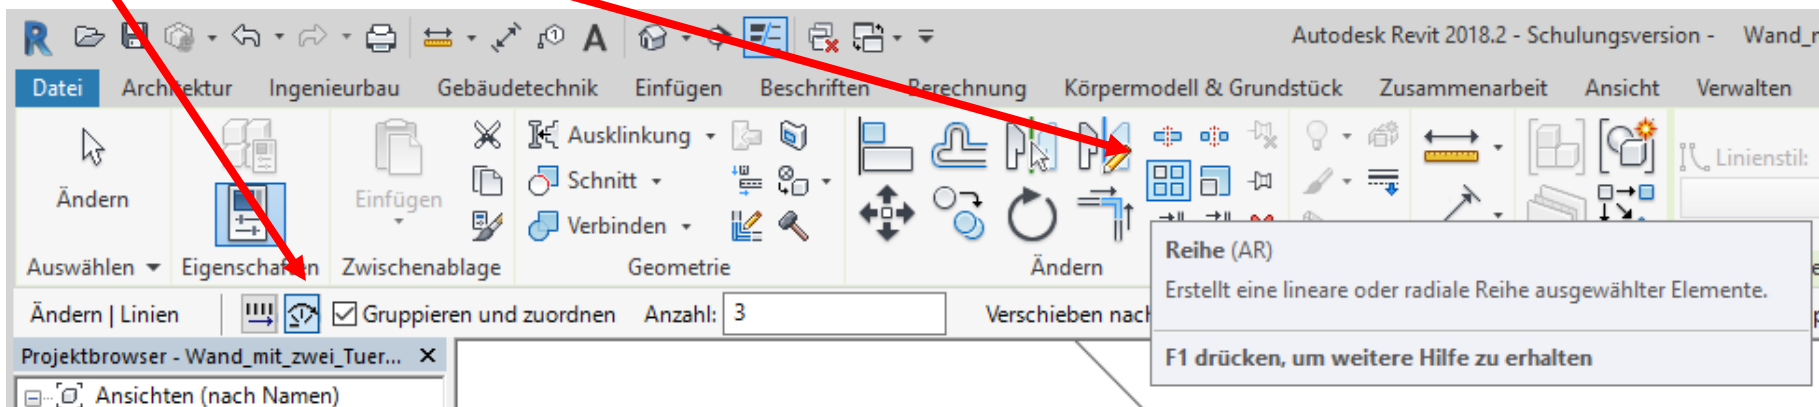 Autodesk Revit 2018.2 - Schulungsversion - Wand_
Datei Architektur Ingenieurbau Gebäudetechnik Einfügen Beschriften Berechnung Körpermodell & Grundstück Zusammenarbeit Ansicht Verwalten
Ändern
Einfügen
Ausklinkung
Schnitt
Verbinden
Linienstil:
Auswählen Eigenschaften Zwischenablage Geometrie Ändern
Reihe (AR)
Erstellt eine lineare oder radiale Reihe ausgewählter Elemente.
F1 drücken, um weitere Hilfe zu erhalten
Ändern | Linien Gruppieren und zuordnen Anzahl: 3 Verschieben nach
Projektbrowser - Wand_mit_zwei_Tuer...
Ansichten (nach Namen)